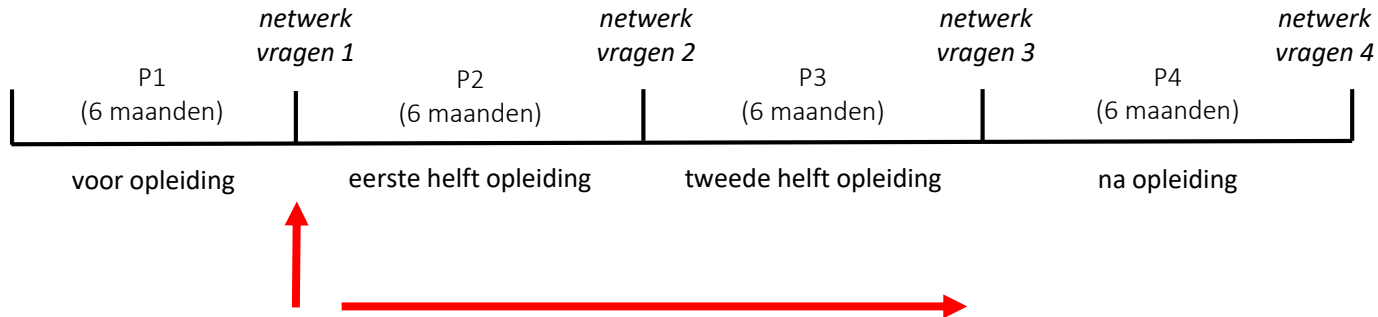 netwerk
vragen 1
netwerk
vragen 2
netwerk
vragen 3
netwerk
vragen 4
P1
(6 maanden)
P2
(6 maanden)
P3
(6 maanden)
P4
(6 maanden)
voor opleiding
eerste helft opleiding
tweede helft opleiding
na opleiding